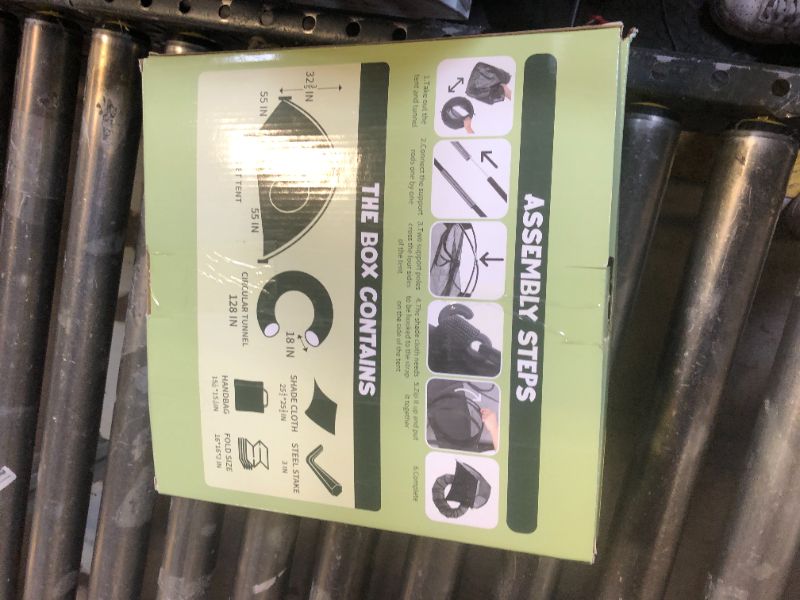 ASSEMBLY STEPS
1.Take out the
tent and tunnel
2.Connect the support
rods one by one
3.Two support poles
cross the four sides
of the tent
4.The shade cloth needs
to be hooked to the strap
on the side of the tent
5.Zip it up and put
it together
6.Complete
THE BOX CONTAINS
32 IN
55 IN
55 IN
TENT
CIRCULAR TUNNEL
128 IN
18 IN
SHADE CLOTH
STEEL STAKE
HANDBAG
FOLD SIZE